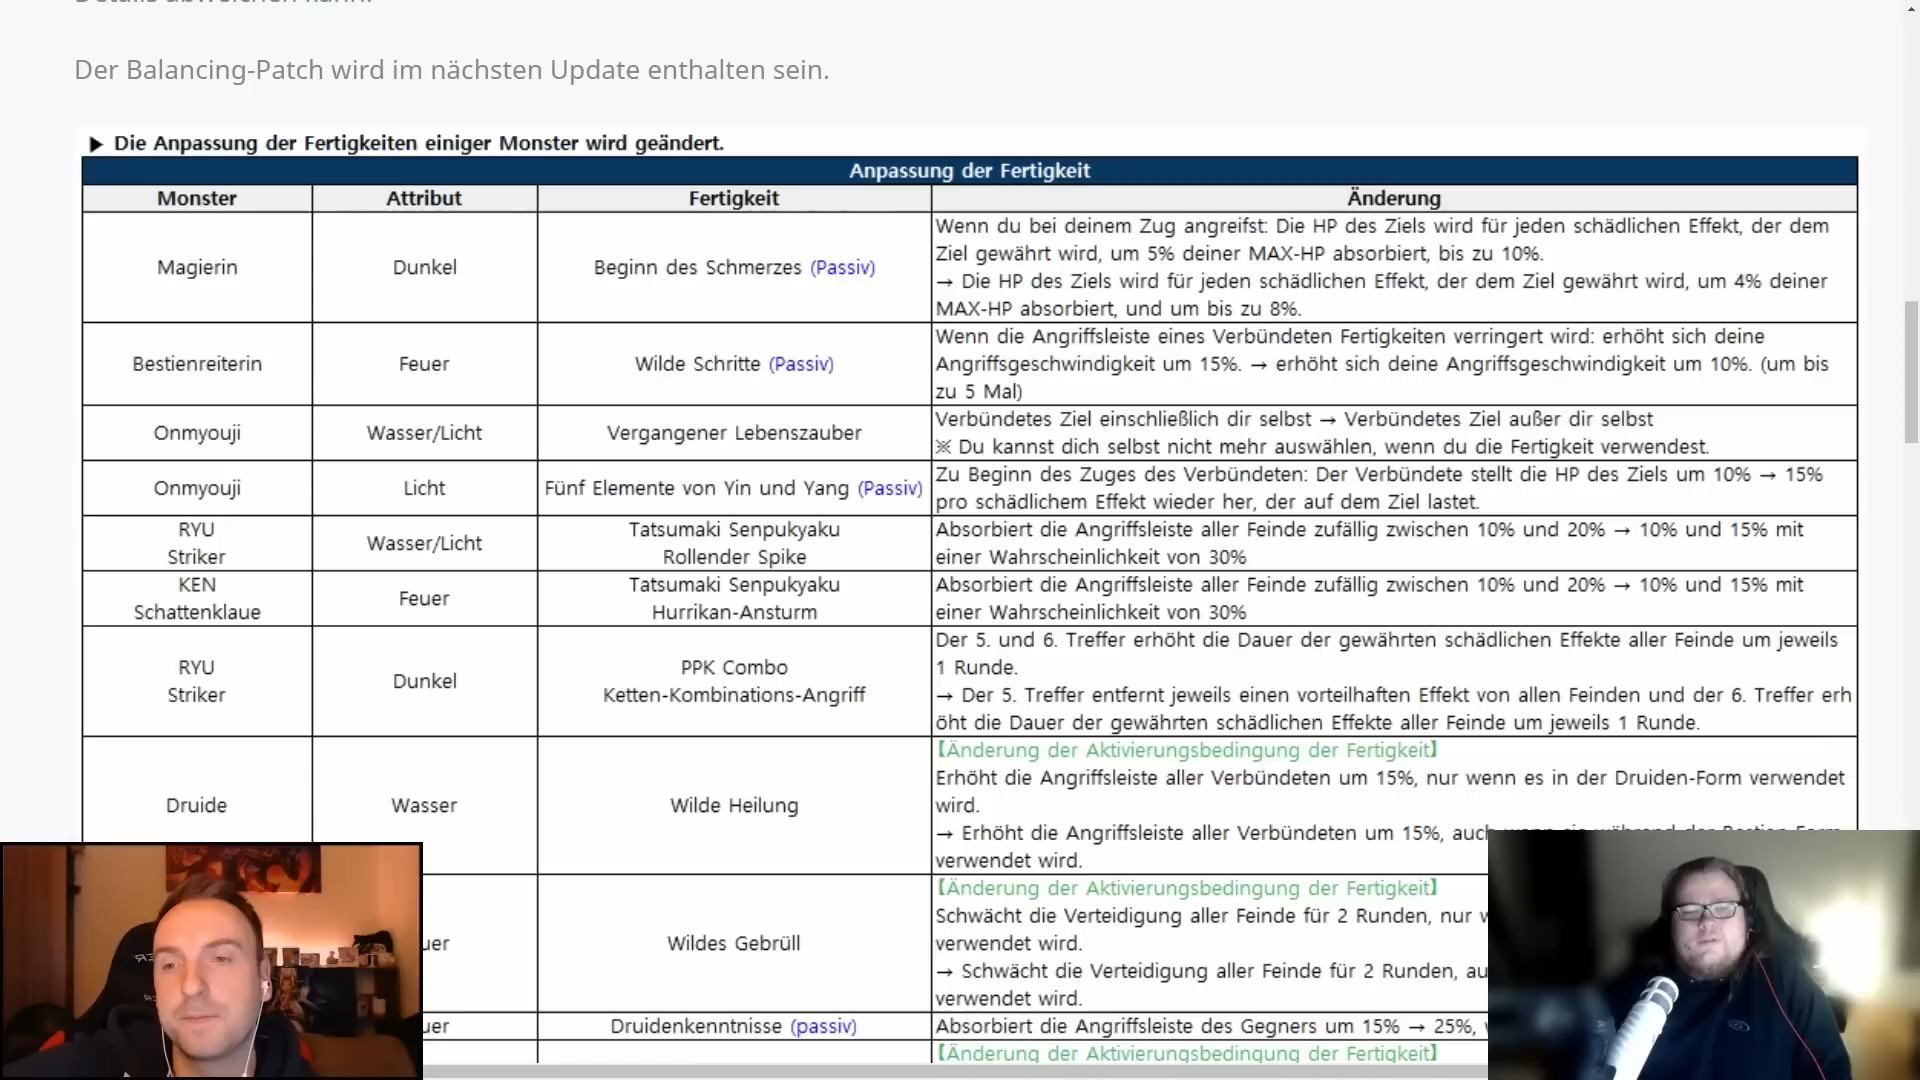 Der Balancing-Patch wird im nächsten Update enthalten sein.
▶ Die Anpassung der Fertigkeiten einiger Monster wird geändert.
Anpassung der Fertigkeit
Monster Attribut Fertigkeit Änderung
Magierin Dunkel Beginn des Schmerzes (Passiv)
Wenn du bei deinem Zug angreifst: Die HP des Ziels wird für jeden schädlichen Effekt, der dem
Ziel gewährt wird, um 5% deiner MAX-HP absorbiert, bis zu 10%.
→ Die HP des Ziels wird für jeden schädlichen Effekt, der dem Ziel gewährt wird, um 4% deiner
MAX-HP absorbiert, und um bis zu 8%.
Bestienreiterin Feuer Wilde Schritte (Passiv)
Wenn die Angriffsleiste eines Verbündeten Fertigkeiten verringert wird: erhöht sich deine
Angriffsgeschwindigkeit um 15%. → erhöht sich deine Angriffsgeschwindigkeit um 10%. (um bis
zu 5 Mal)
Onmyouji Wasser/Licht Vergangener Lebenszauber
Verbündetes Ziel einschließlich dir selbst → Verbündetes Ziel außer dir selbst
※ Du kannst dich selbst nicht mehr auswählen, wenn du die Fertigkeit verwendest.
Onmyouji Licht Fünf Elemente von Yin und Yang (Passiv)
Zu Beginn des Zuges des Verbündeten: Der Verbündete stellt die HP des Ziels um 10% → 15%
pro schädlichem Effekt wieder her, der auf dem Ziel lastet.
RYU
Striker
Wasser/Licht
Tatsumaki Senpukyaku
Rollender Spike
Absorbiert die Angriffsleiste aller Feinde zufällig zwischen 10% und 20% → 10% und 15% mit
einer Wahrscheinlichkeit von 30%
KEN
Schattenklaue
Feuer
Tatsumaki Senpukyaku
Hurrikan-Ansturm
Absorbiert die Angriffsleiste aller Feinde zufällig zwischen 10% und 20% → 10% und 15% mit
einer Wahrscheinlichkeit von 30%
RYU
Striker
Dunkel
PPK Combo
Ketten-Kombinations-Angriff
Der 5. und 6. Treffer erhöht die Dauer der gewährten schädlichen Effekte aller Feinde um jeweils
1 Runde.
→ Der 5. Treffer entfernt jeweils einen vorteilhaften Effekt von allen Feinden und der 6. Treffer erh
öht die Dauer der gewährten schädlichen Effekte aller Feinde um jeweils 1 Runde.
Druide Wasser Wilde Heilung
【Änderung der Aktivierungsbedingung der Fertigkeit】
Erhöht die Angriffsleiste aller Verbündeten um 15%, nur wenn es in der Druiden-Form verwendet
wird.
→ Erhöht die Angriffsleiste aller Verbündeten um 15%, auch
verwendet wird.
uer Wildes Gebrüll
【Änderung der Aktivierungsbedingung der Fertigkeit】
Schwächt die Verteidigung aller Feinde für 2 Runden, nur
verwendet wird.
→ Schwächt die Verteidigung aller Feinde für 2 Runden, au
verwendet wird.
uer Druidenkenntnisse (passiv)
Absorbiert die Angriffsleiste des Gegners um 15% → 25%,
【Änderung der Aktivierungsbedingung der Fertigkeit】